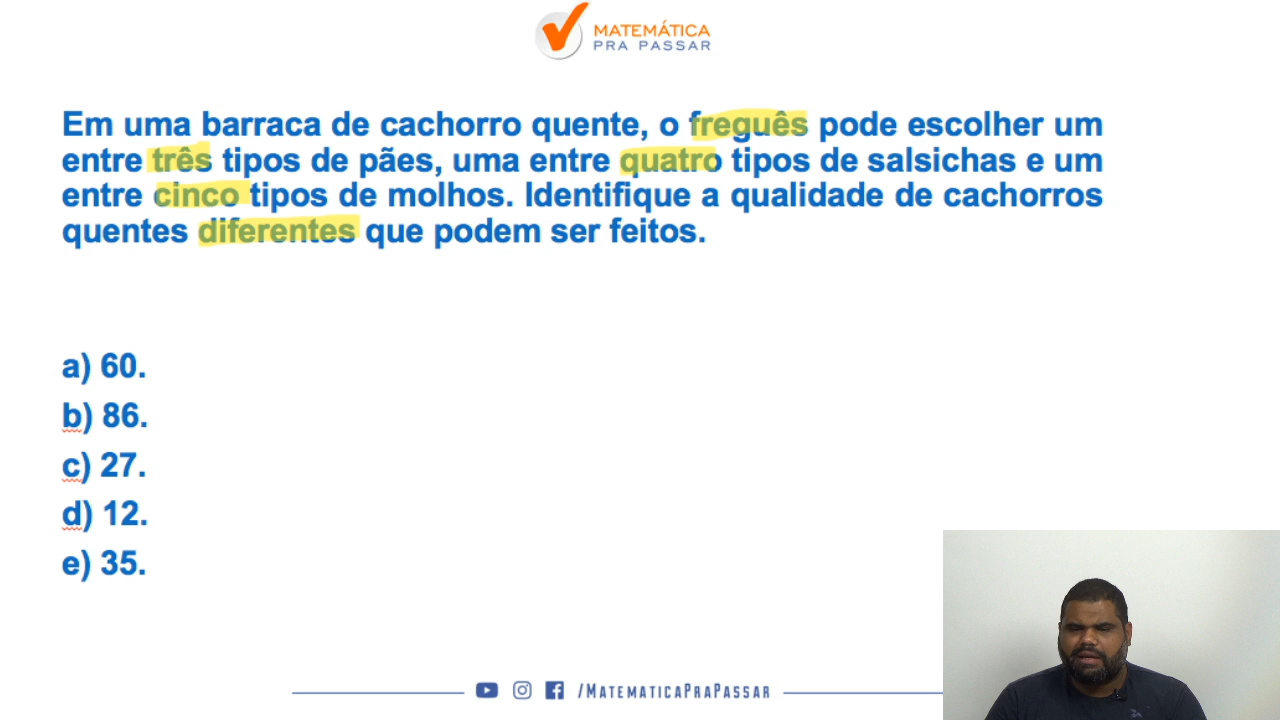 MATEMÁTICA
PRA PASSAR
Em uma barraca de cachorro quente, o freguês pode escolher um
entre três tipos de pães, uma entre quatro tipos de salsichas e um
entre cinco tipos de molhos. Identifique a qualidade de cachorros
quentes diferentes que podem ser feitos.
a) 60.
b) 86.
c) 27.
d) 12.
e) 35.
/MATEMATICAPRAPASSAR